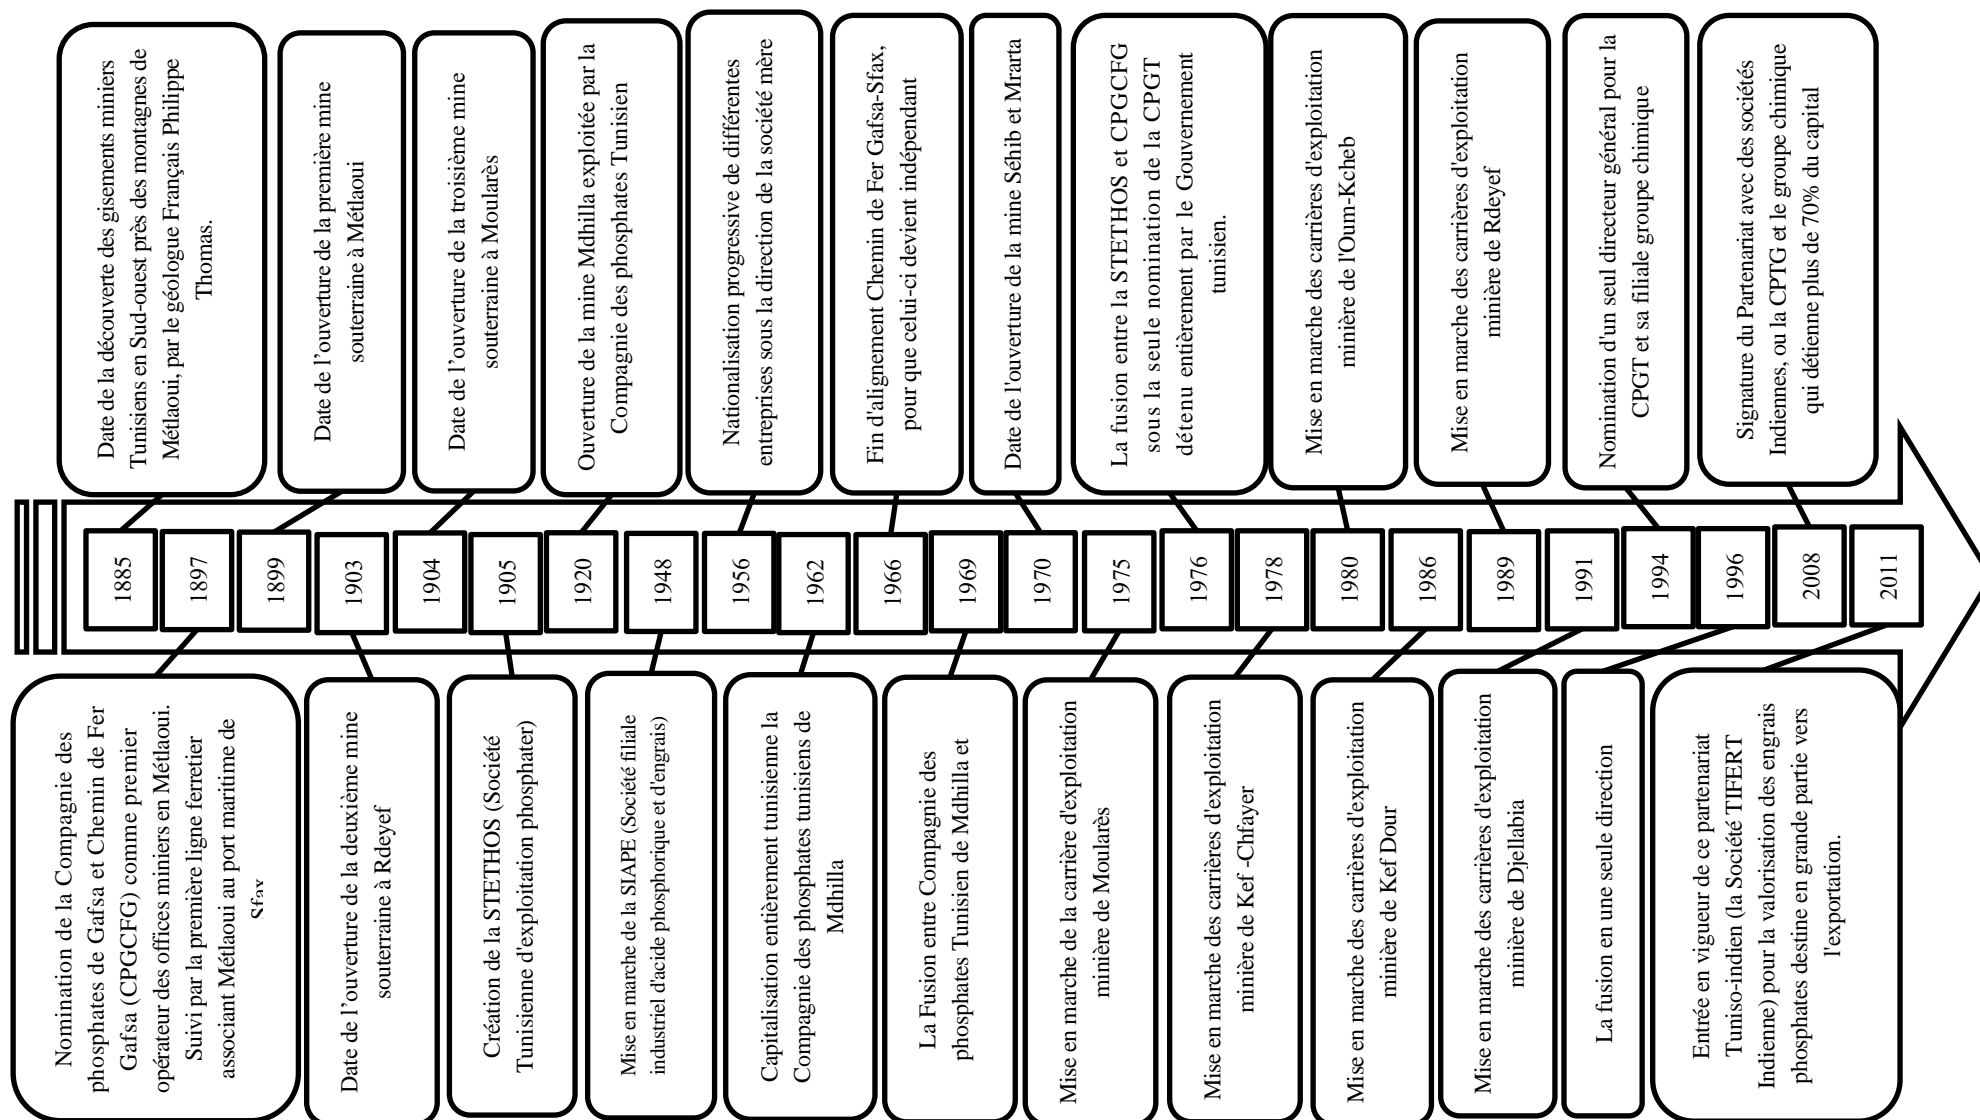 Date de la découverte des gisements miniers
Tunisiens en Sud-ouest près des montagnes de
Métlaoui, par le géologue Français Philippe
Thomas.
Date de l'ouverture de la première mine
souterraine à Métlaoui
Date de l'ouverture de la troisième mine
souterraine à Moularès
Ouverture de la mine Mdhilla exploitée par la
Compagnie des phosphates Tunisien
Nationalisation progressive de différentes
entreprises sous la direction de la société mère
Fin d'alignement Chemin de Fer Gafsa-Sfax,
pour que celui-ci devient indépendant
Date de l'ouverture de la mine Séhib et Mrarta
La fusion entre la STETHOS et CPGCFG
sous la seule nomination de la CPGT
détenu entièrement par le Gouvernement
tunisien.
Mise en marche des carrières d'exploitation
minière de l'Oum-Kcheb
Mise en marche des carrières d'exploitation
minière de Rdeyef
Nomination d'un seul directeur général pour la
CPGT et sa filiale groupe chimique
Signature du Partenariat avec des sociétés
Indiennes, ou la CPTG et le groupe chimique
qui détienne plus de 70% du capital
1885
1897
1899
1903
1904
1905
1920
1948
1956
1962
1966
1969
1970
1975
1976
1978
1980
1986
1989
1991
1994
1996
2008
2011
Nomination de la Compagnie des
phosphates de Gafsa et Chemin de Fer
Gafsa (CPGCFG) comme premier
opérateur des offices miniers en Métlaoui.
Suivi par la première ligne ferretier
associant Métlaoui au port maritime de
Sfax
Date de l'ouverture de la deuxième mine
souterraine à Rdeyef
Création de la STETHOS (Société
Tunisienne d'exploitation phosphater)
Mise en marche de la SIAPE (Société filiale
industriel d'acide phosphorique et d'engrais)
Capitalisation entièrement tunisienne la
Compagnie des phosphates tunisiens de
Mdhilla
La Fusion entre Compagnie des
phosphates Tunisien de Mdhilla et
Mise en marche de la carrière d'exploitation
minière de Moularès
Mise en marche des carrières d'exploitation
minière de Kef -Chfayer
Mise en marche des carrières d'exploitation
minière de Kef Dour
Mise en marche des carrières d'exploitation
minière de Djellabia
La fusion en une seule direction
Entrée en vigueur de ce partenariat
Tuniso-indien (la Société TIFERT
Indienne) pour la valorisation des engrais
phosphates destine en grande partie vers
l'exportation.